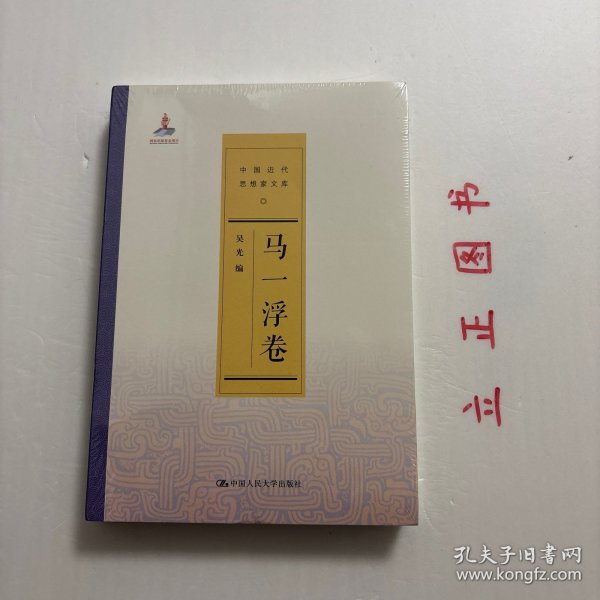 中国近代
思想家文库
马一浮卷
吴光 编
中国人民大学出版社
立正图书
孔夫子旧书网
www.kongfz.com